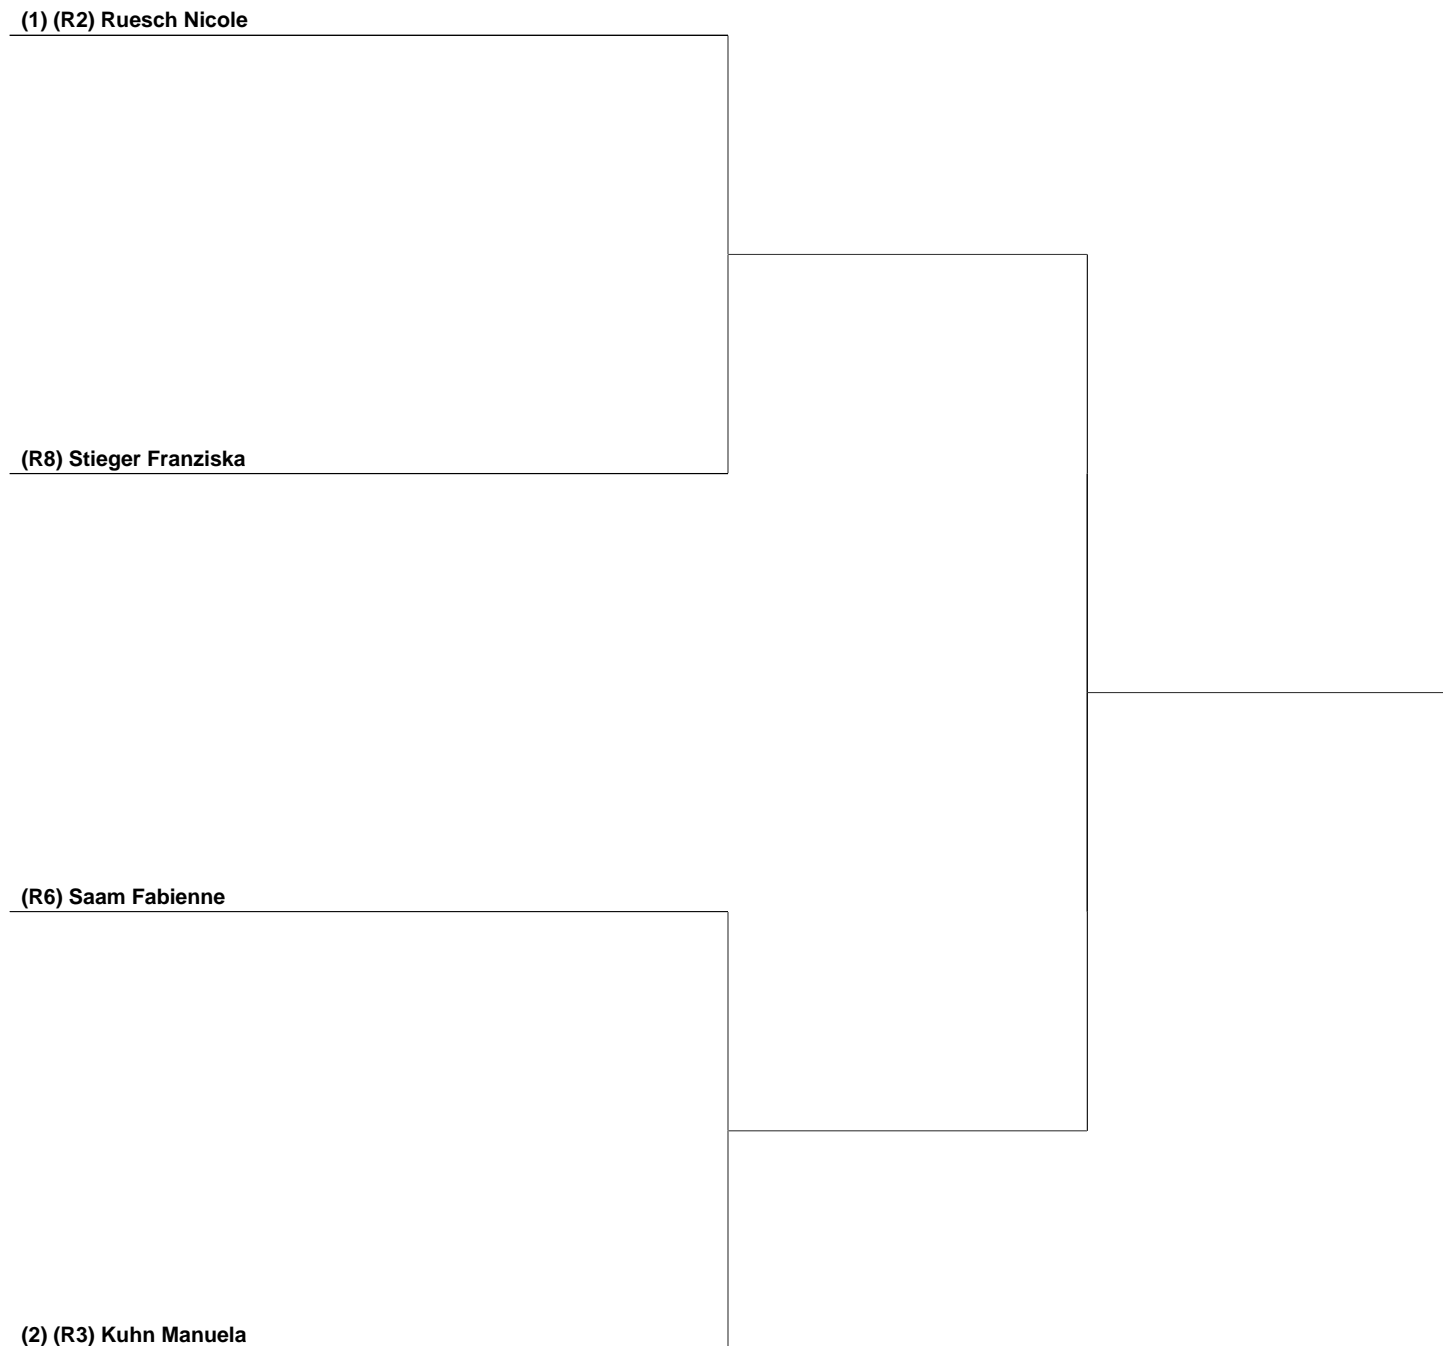 (1) (R2) Ruesch Nicole
(R8) Stieger Franziska
(R6) Saam Fabienne
(2) (R3) Kuhn Manuela